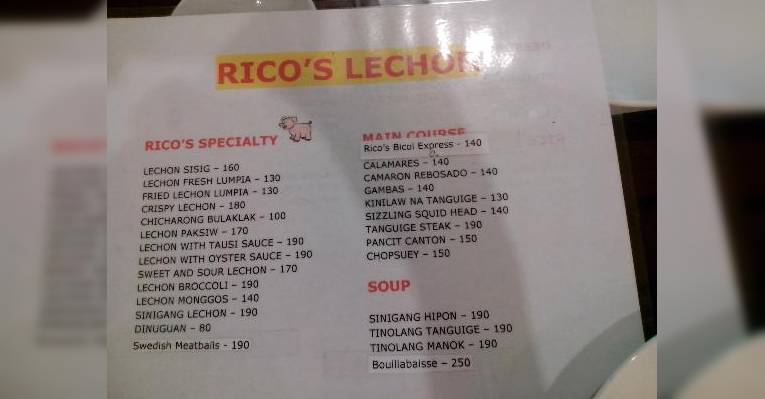 RICO'S LECHON
RICO'S SPECIALTY
LECHON SISIG – 160
LECHON FRESH LUMPIA – 130
FRIED LECHON LUMPIA – 130
CRISPY LECHON – 180
CHICHARONG BULAKLAK – 100
LECHON PAKSIW – 170
LECHON WITH TAUSI SAUCE – 190
LECHON WITH OYSTER SAUCE – 190
SWEET AND SOUR LECHON – 170
LECHON BROCCOLI – 190
LECHON MONGGOS – 140
SINIGANG LECHON – 190
DINUGUAN – 80
Swedish Meatballs - 190
MAIN COURSE
Rico's Bicol Express - 140
CALAMARES – 140
CAMARON REBOSADO – 140
GAMBAS – 140
KINILAW NA TANGUIGE – 130
SIZZLING SQUID HEAD – 140
TANGUIGE STEAK – 190
PANCIT CANTON – 150
CHOPSUEY – 150
SOUP
SINIGANG HIPON – 190
TINOLANG TANGUIGE – 190
TINOLANG MANOK – 190
Bouillabaisse – 250